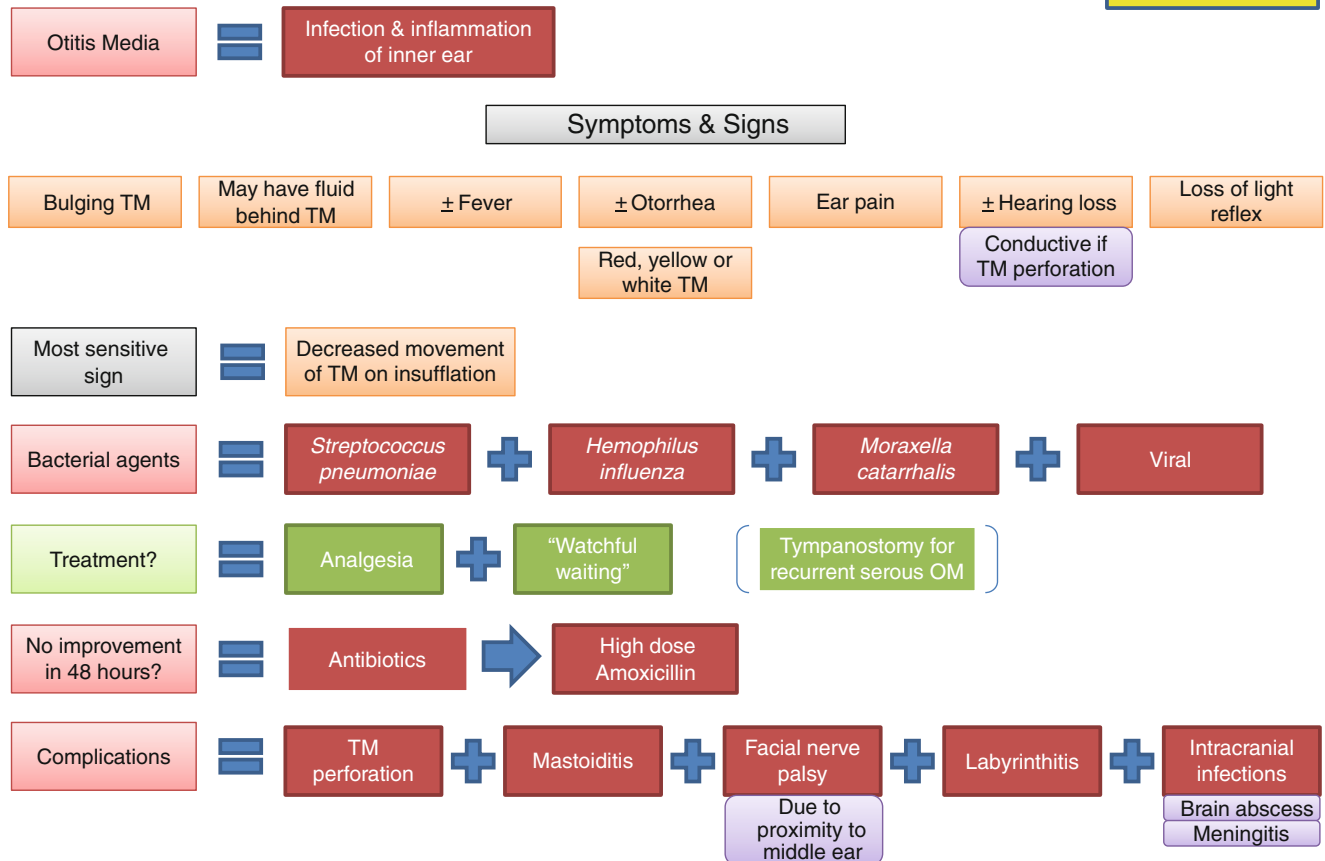 Otitis Media
Infection & inflammation
of inner ear
Symptoms & Signs
Bulging TM
May have fluid
behind TM
± Fever
± Otorrhea
Ear pain
± Hearing loss
Loss of light
reflex
Red, yellow or
white TM
Conductive if
TM perforation
Most sensitive
sign
Decreased movement
of TM on insufflation
Bacterial agents
Streptococcus
pneumoniae
Hemophilus
influenza
Moraxella
catarrhalis
Viral
Treatment?
Analgesia
“Watchful
waiting”
Tympanostomy for
recurrent serous OM
No improvement
in 48 hours?
Antibiotics
High dose
Amoxicillin
Complications
TM
perforation
Mastoiditis
Facial nerve
palsy
Due to
proximity to
middle ear
Labyrinthitis
Intracranial
infections
Brain abscess
Meningitis